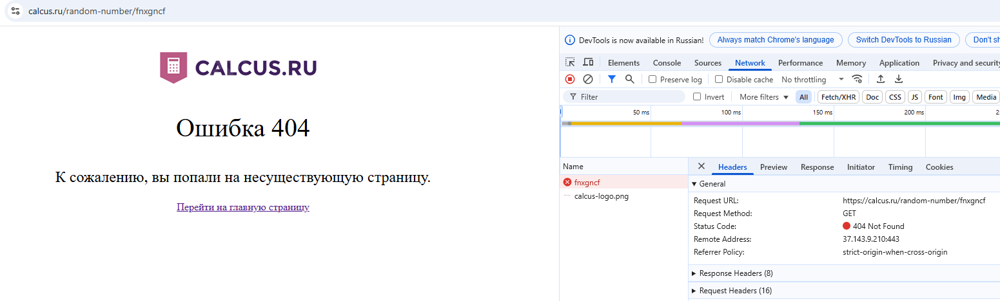 calcus.ru/random-number/fnxgncf
CALCUS.RU
Ошибка 404
К сожалению, вы попали на несуществующую страницу.
Перейти на главную страницу
DevTools is now available in Russian! Always match Chrome's language Switch DevTools to Russian Don't sh
Elements Console Sources Network Performance Memory Application Privacy and security
Preserve log Disable cache No throttling
Filter Invert More filters All Fetch/XHR Doc CSS JS Font Img Media
50 ms 100 ms 150 ms 200 ms 2
Name
fnxgncf
calcus-logo.png
Headers Preview Response Initiator Timing Cookies
General
Request URL: https://calcus.ru/random-number/fnxgncf
Request Method: GET
Status Code: 404 Not Found
Remote Address: 37.143.9.210:443
Referrer Policy: strict-origin-when-cross-origin
Response Headers (8)
Request Headers (16)